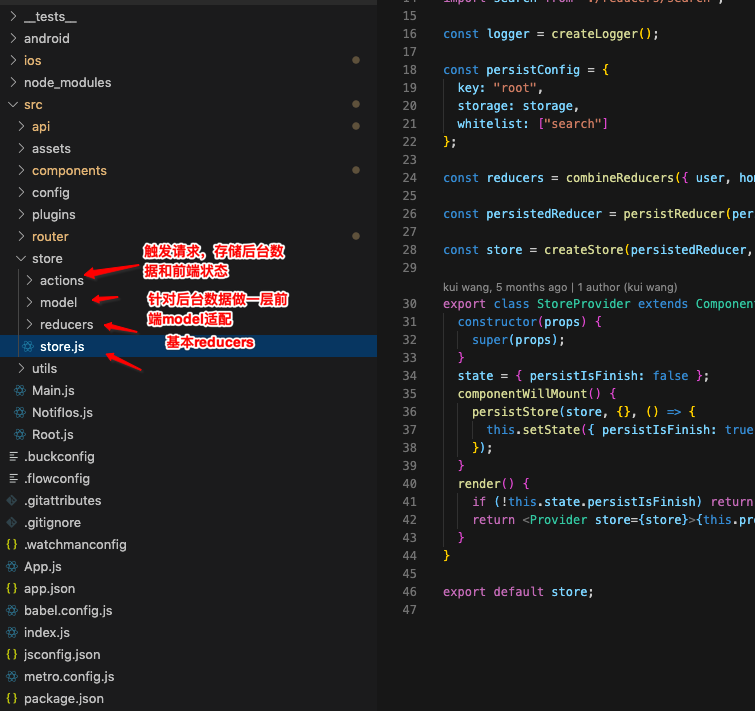 __tests__
android
ios
node_modules
src
api
assets
components
config
plugins
router
store
actions
model
reducers
store.js
utils
Main.js
NotifIos.js
Root.js
.buckconfig
.flowconfig
.gitattributes
.gitignore
.watchmanconfig
App.js
app.json
babel.config.js
index.js
jsconfig.json
metro.config.js
package.json
触发请求，存储后台数
据和前端状态
针对后台数据做一层前
端model适配
基本reducers
15
16 const logger = createLogger();
17
18 const persistConfig = {
19 key: "root",
20 storage: storage,
21 whitelist: ["search"]
22 };
23
24 const reducers = combineReducers({ user, hom
25
26 const persistedReducer = persistReducer(per
27
28 const store = createStore(persistedReducer,
29
kui wang, 5 months ago | 1 author (kui wang)
30 export class StoreProvider extends Component
31 constructor(props) {
32 super(props);
33 }
34 state = { persistIsFinish: false };
35 componentWillMount() {
36 persistStore(store, {}, () => {
37 this.setState({ persistIsFinish: true
38 });
39 }
40 render() {
41 if (!this.state.persistIsFinish) return
42 return <Provider store={store}>{this.pro
43 }
44 }
45
46 export default store;
47